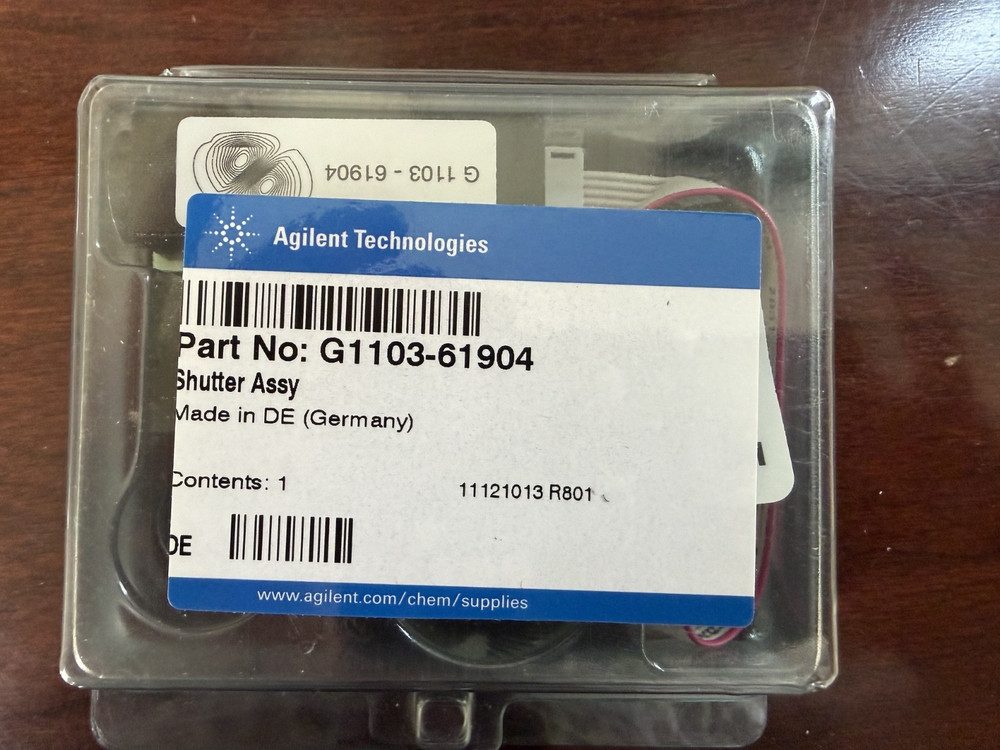 G 1103 - 61904
Agilent Technologies
Part No: G1103-61904
Shutter Assy
Made in DE (Germany)
Contents: 1
11121013 R801
DE
www.agilent.com/chem/supplies